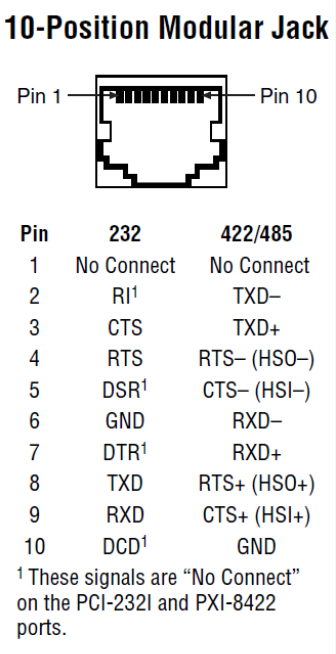 10-Position Modular Jack
Pin 1 Pin 10
Pin 232 422/485
1 No Connect No Connect
2 RI¹ TXD–
3 CTS TXD+
4 RTS RTS– (HSO–)
5 DSR¹ CTS– (HSI–)
6 GND RXD–
7 DTR¹ RXD+
8 TXD RTS+ (HSO+)
9 RXD CTS+ (HSI+)
10 DCD¹ GND
¹ These signals are “No Connect”
on the PCI-232I and PXI-8422
ports.